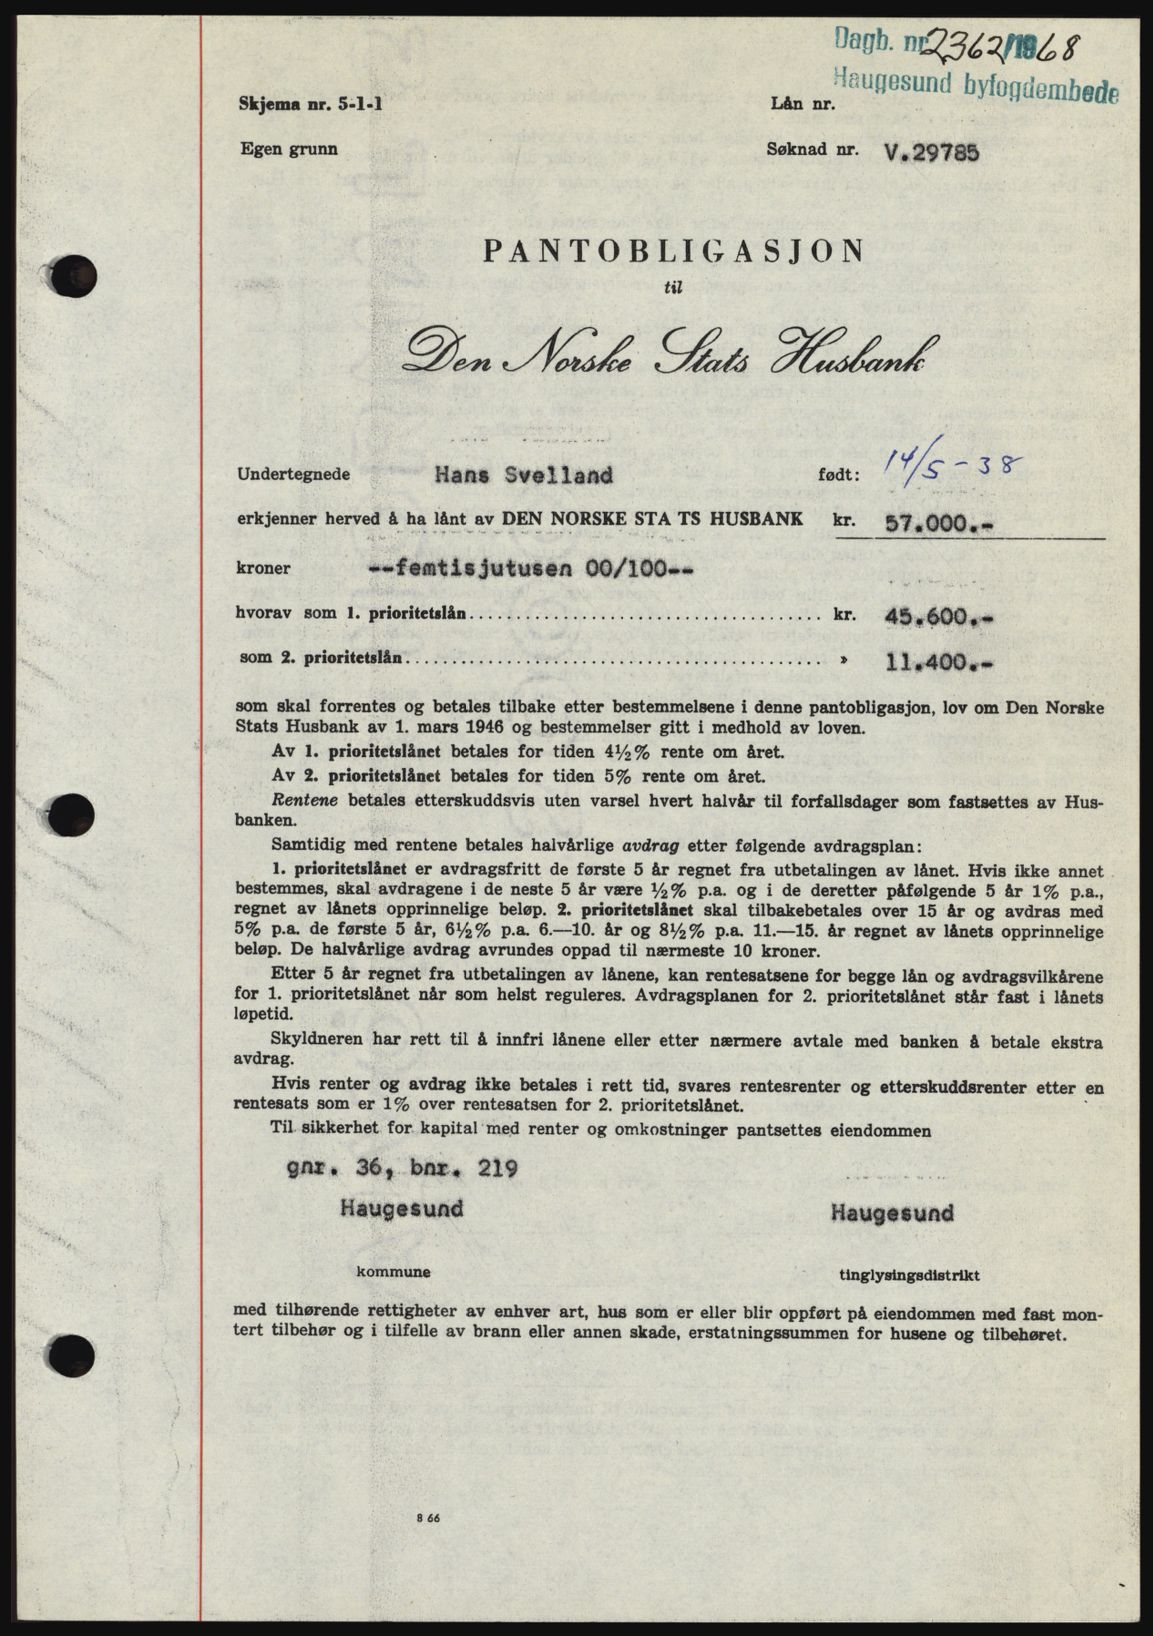 Dagb. nr. 2362/1968
Haugesund byfogdembede
Skjema nr. 5-1-1
Lån nr.
Egen grunn
Søknad nr. V.29785
PANTOBLIGASJON
til
Den Norske Stats Husbank
Undertegnede Hans Svelland født: 14/5-38
erkjenner herved å ha lånt av DEN NORSKE STA TS HUSBANK kr. 57.000.-
kroner --femtisjutusen 00/100--
hvorav som 1. prioritetslån kr. 45.600.-
som 2. prioritetslån » 11.400.-
som skal forrentes og betales tilbake etter bestemmelsene i denne pantobligasjon, lov om Den Norske
Stats Husbank av 1. mars 1946 og bestemmelser gitt i medhold av loven.
Av 1. prioritetslånet betales for tiden 4½% rente om året.
Av 2. prioritetslånet betales for tiden 5% rente om året.
Rentene betales etterskuddsvis uten varsel hvert halvår til forfallsdager som fastsettes av Hus-
banken.
Samtidig med rentene betales halvårlige avdrag etter følgende avdragsplan:
1. prioritetslånet er avdragsfritt de første 5 år regnet fra utbetalingen av lånet. Hvis ikke annet
bestemmes, skal avdragene i de neste 5 år være ½% p.a. og i de deretter påfølgende 5 år 1% p.a.,
regnet av lånets opprinnelige beløp. 2. prioritetslånet skal tilbakebetales over 15 år og avdras med
5% p.a. de første 5 år, 6½% p.a. 6.—10. år og 8½% p.a. 11.—15. år regnet av lånets opprinnelige
beløp. De halvårlige avdrag avrundes oppad til nærmeste 10 kroner.
Etter 5 år regnet fra utbetalingen av lånene, kan rentesatsene for begge lån og avdragsvilkårene
for 1. prioritetslånet når som helst reguleres. Avdragsplanen for 2. prioritetslånet står fast i lånets
løpetid.
Skyldneren har rett til å innfri lånene eller etter nærmere avtale med banken å betale ekstra
avdrag.
Hvis renter og avdrag ikke betales i rett tid, svares rentesrenter og etterskuddsrenter etter en
rentesats som er 1% over rentesatsen for 2. prioritetslånet.
Til sikkerhet for kapital med renter og omkostninger pantsettes eiendommen
gnr. 36, bnr. 219
Haugesund Haugesund
kommune tinglysingsdistrikt
med tilhørende rettigheter av enhver art, hus som er eller blir oppført på eiendommen med fast mon-
tert tilbehør og i tilfelle av brann eller annen skade, erstatningssummen for husene og tilbehøret.
8 66